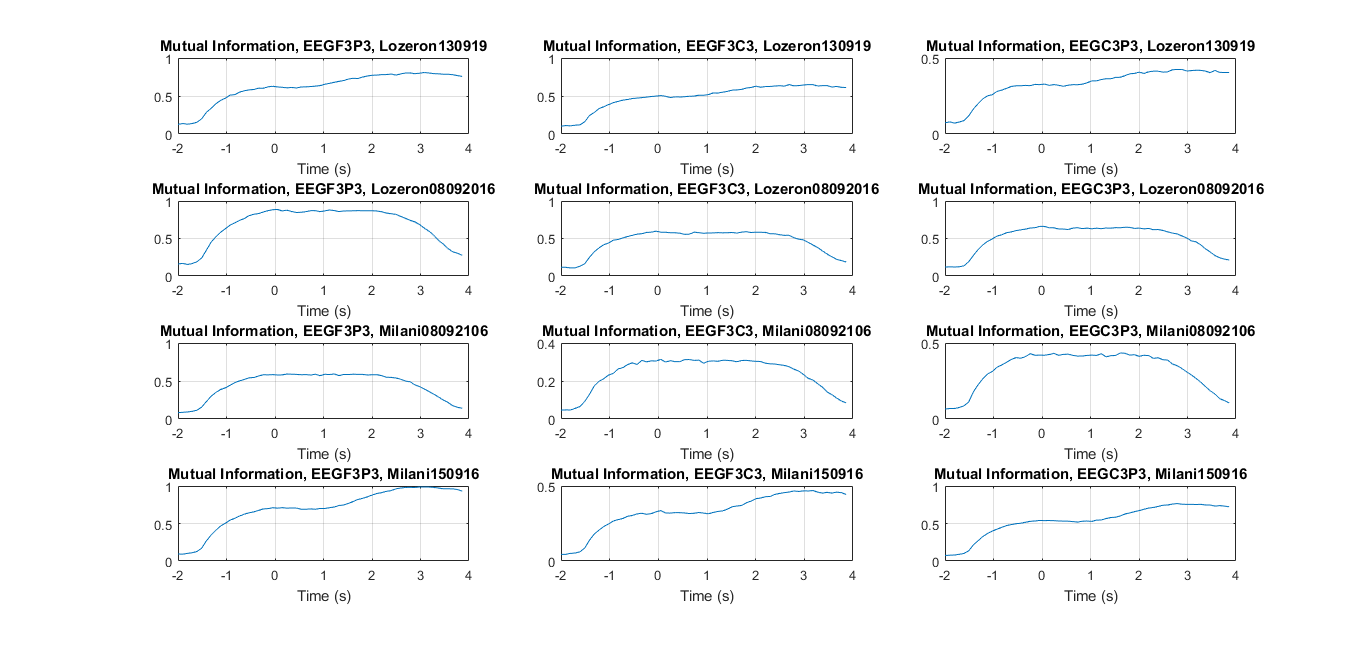 Mutual Information, EEGF3P3, Lozeron130919
1
0.5
0
-2 -1 0 1 2 3 4
Time (s)
Mutual Information, EEGF3C3, Lozeron130919
1
0.5
0
-2 -1 0 1 2 3 4
Time (s)
Mutual Information, EEGC3P3, Lozeron130919
0.5
0
-2 -1 0 1 2 3 4
Time (s)
Mutual Information, EEGF3P3, Lozeron08092016
1
0.5
0
-2 -1 0 1 2 3 4
Time (s)
Mutual Information, EEGF3C3, Lozeron08092016
1
0.5
0
-2 -1 0 1 2 3 4
Time (s)
Mutual Information, EEGC3P3, Lozeron08092016
1
0.5
0
-2 -1 0 1 2 3 4
Time (s)
Mutual Information, EEGF3P3, Milani08092106
1
0.5
0
-2 -1 0 1 2 3 4
Time (s)
Mutual Information, EEGF3C3, Milani08092106
0.4
0.2
0
-2 -1 0 1 2 3 4
Time (s)
Mutual Information, EEGC3P3, Milani08092106
0.5
0
-2 -1 0 1 2 3 4
Time (s)
Mutual Information, EEGF3P3, Milani150916
1
0.5
0
-2 -1 0 1 2 3 4
Time (s)
Mutual Information, EEGF3C3, Milani150916
0.5
0
-2 -1 0 1 2 3 4
Time (s)
Mutual Information, EEGC3P3, Milani150916
1
0.5
0
-2 -1 0 1 2 3 4
Time (s)